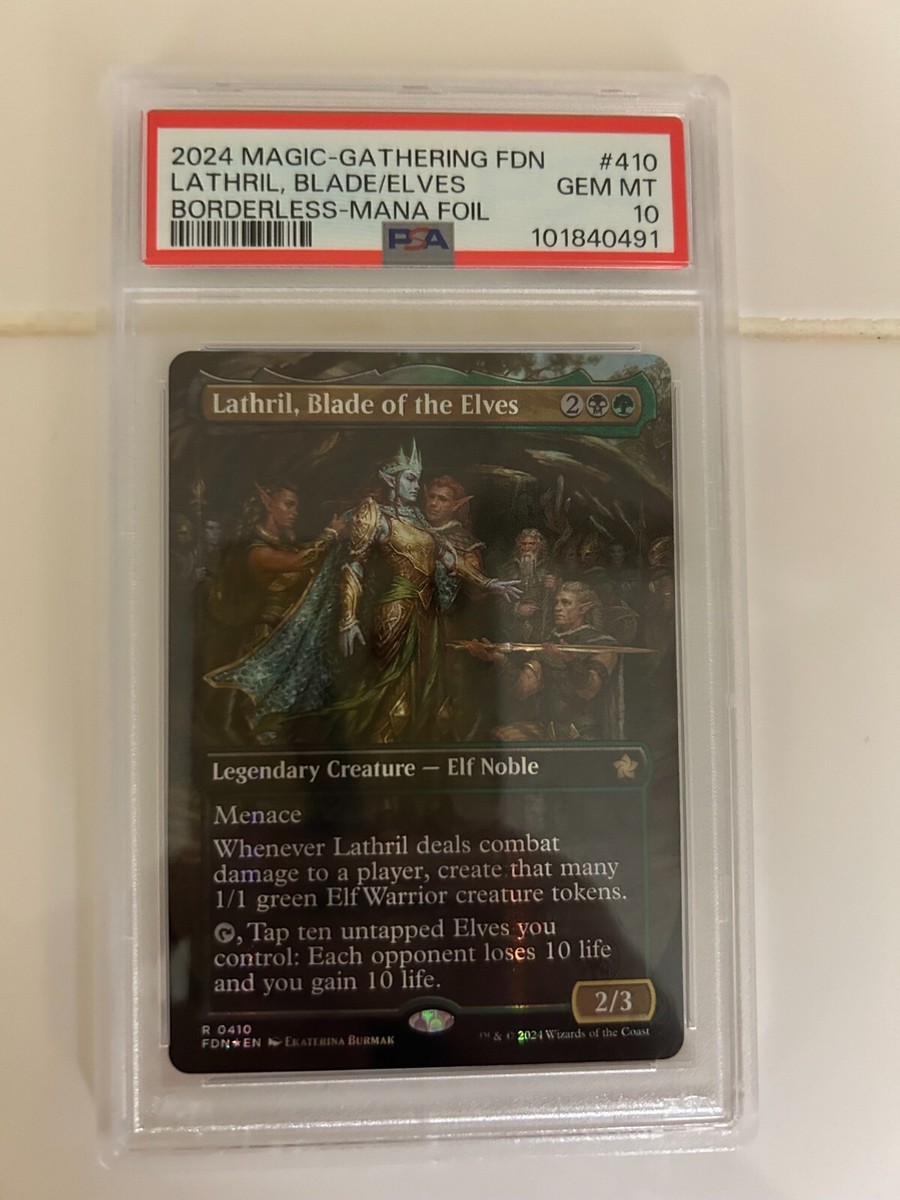 2024 MAGIC-GATHERING FDN #410
LATHRIL, BLADE/ELVES GEM MT
BORDERLESS-MANA FOIL 10
PSA 101840491
Lathril, Blade of the Elves 2
Legendary Creature — Elf Noble
Menace
Whenever Lathril deals combat
damage to a player, create that many
1/1 green Elf Warrior creature tokens.
, Tap ten untapped Elves you
control: Each opponent loses 10 life
and you gain 10 life.
2/3
R 0410
FDN★EN EKATERINA BURMAK ™ & © 2024 Wizards of the Coast